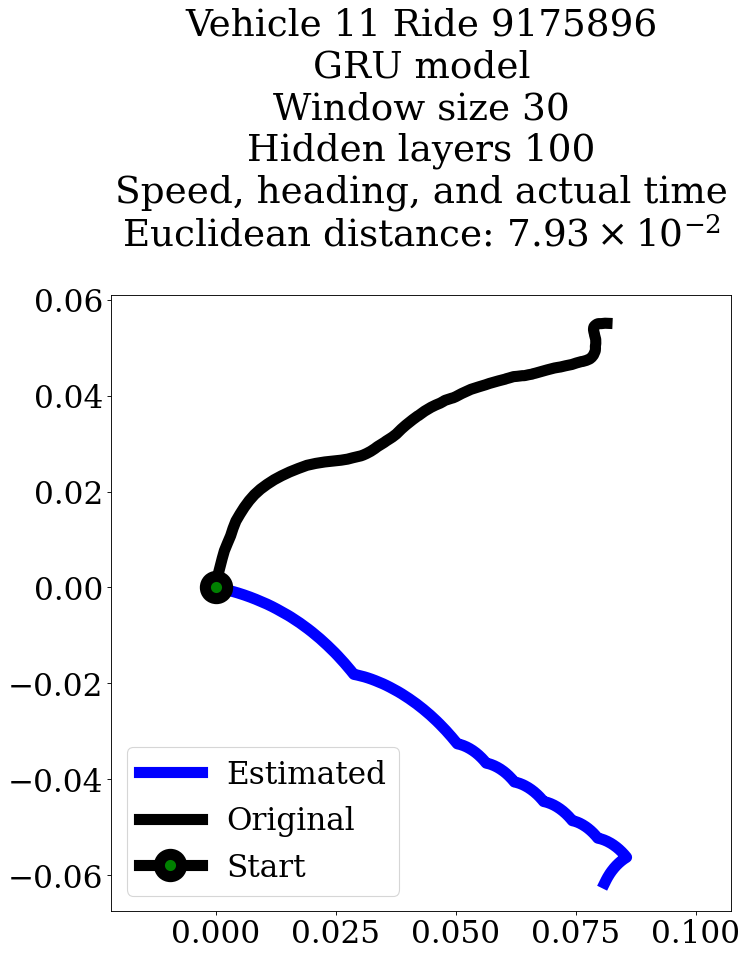 Vehicle 11 Ride 9175896
GRU model
Window size 30
Hidden layers 100
Speed, heading, and actual time
Euclidean distance: 7.93 × 10⁻²
0.06
0.04
0.02
0.00
−0.02
−0.04
−0.06
Estimated
Original
Start
0.000 0.025 0.050 0.075 0.100